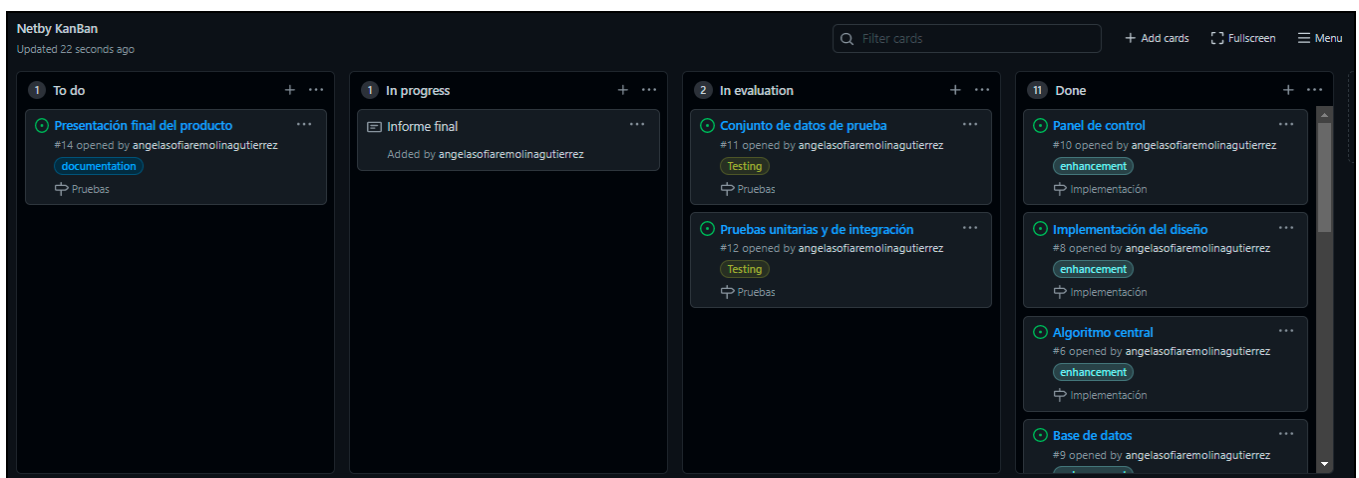 Netby KanBan
Updated 22 seconds ago
Filter cards
Add cards
Fullscreen
Menu
1 To do
Presentación final del producto
#14 opened by angelasofiaremolinagutierrez
documentation
Pruebas
1 In progress
Informe final
Added by angelasofiaremolinagutierrez
2 In evaluation
Conjunto de datos de prueba
#11 opened by angelasofiaremolinagutierrez
Testing
Pruebas
Pruebas unitarias y de integración
#12 opened by angelasofiaremolinagutierrez
Testing
Pruebas
11 Done
Panel de control
#10 opened by angelasofiaremolinagutierrez
enhancement
Implementación
Implementación del diseño
#8 opened by angelasofiaremolinagutierrez
enhancement
Implementación
Algoritmo central
#6 opened by angelasofiaremolinagutierrez
enhancement
Implementación
Base de datos
#9 opened by angelasofiaremolinagutierrez